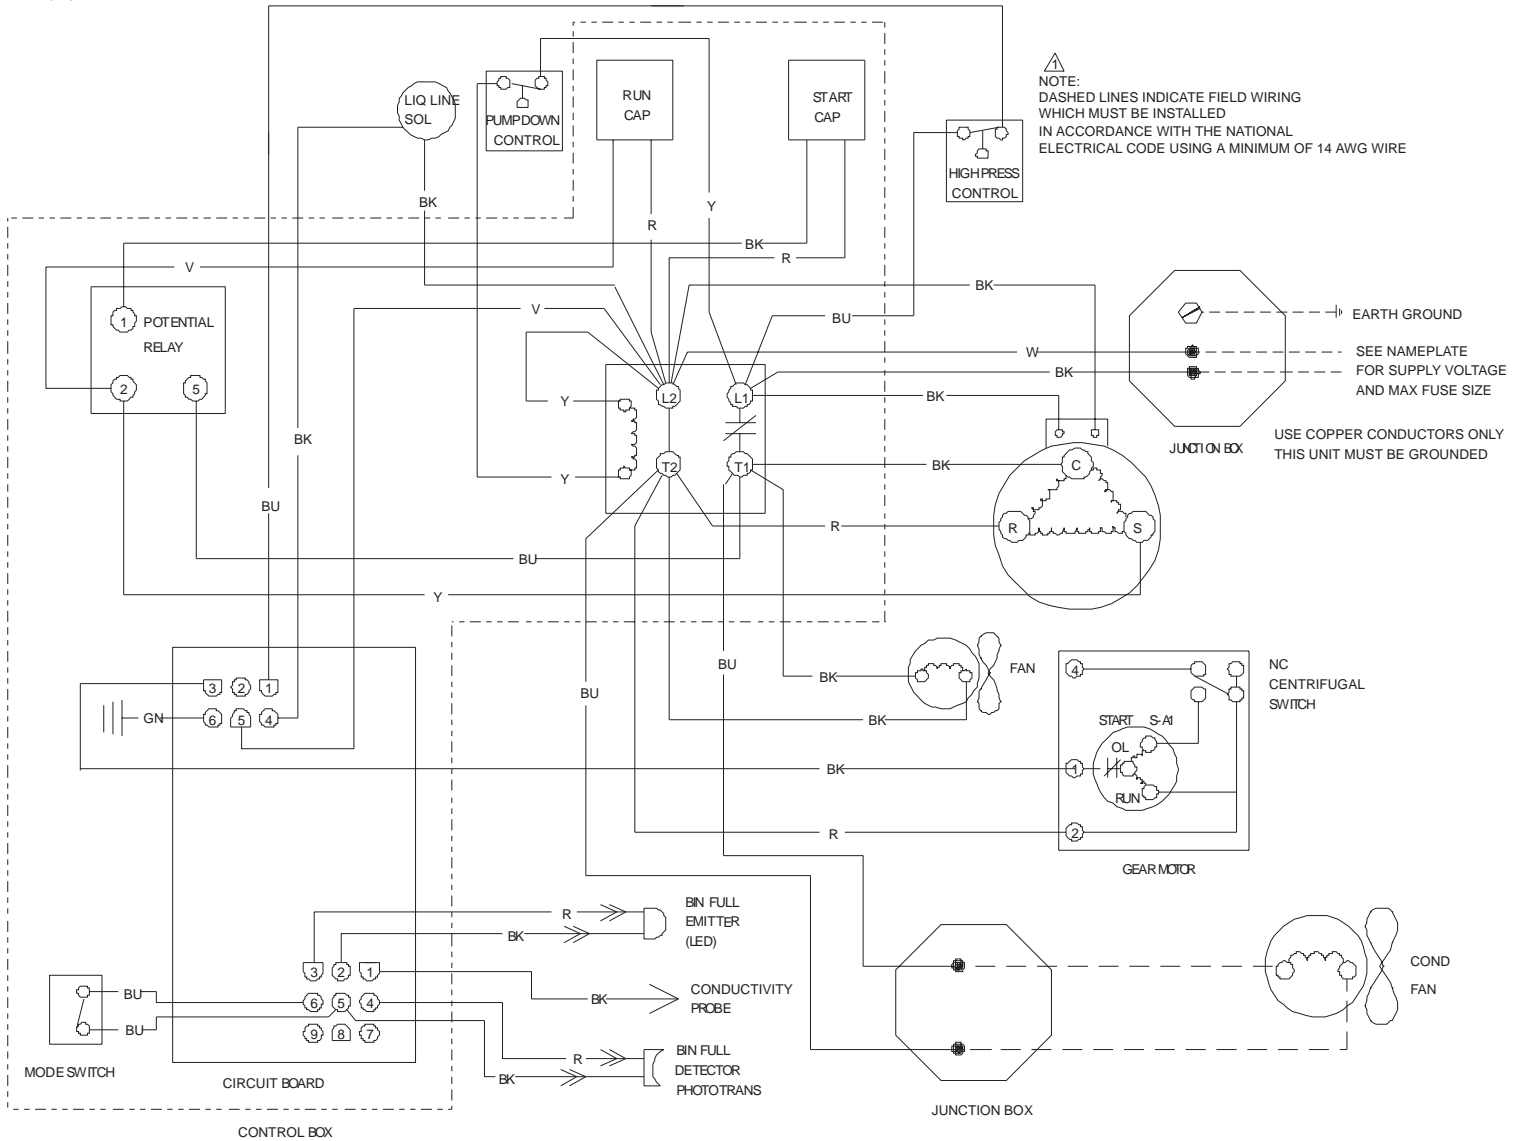 1
NOTE:
DASHED LINES INDICATE FIELD WIRING
WHICH MUST BE INSTALLED
IN ACCORDANCE WITH THE NATIONAL
ELECTRICAL CODE USING A MINIMUM OF 14 AWG WIRE
LIQ LINE
SOL
PUMPDOWN
CONTROL
RUN
CAP
START
CAP
HIGH PRESS
CONTROL
BK
R
Y
BK
R
V
BK
V
BU
1
POTENTIAL
RELAY
2
5
EARTH GROUND
W
SEE NAMEPLATE
BK
FOR SUPPLY VOLTAGE
AND MAX FUSE SIZE
JUNCTION BOX
USE COPPER CONDUCTORS ONLY
THIS UNIT MUST BE GROUNDED
Y
L2
L1
BK
BK
Y
T2
T1
BK
C
BU
R
R
S
BU
Y
BU
BU
BK
FAN
BK
4
NC
CENTRIFUGAL
SWITCH
START S-A1
OL
1
RUN
2
GEAR MOTOR
3
2
1
GN
6
5
4
BK
R
R
BIN FULL
EMITTER
(LED)
BK
3
2
1
BU
6
5
4
BK
CONDUCTIVITY
PROBE
BU
9
8
7
R
BIN FULL
DETECTOR
PHOTOTRANS
BK
MODE SWITCH
CIRCUIT BOARD
CONTROL BOX
COND
FAN
JUNCTION BOX